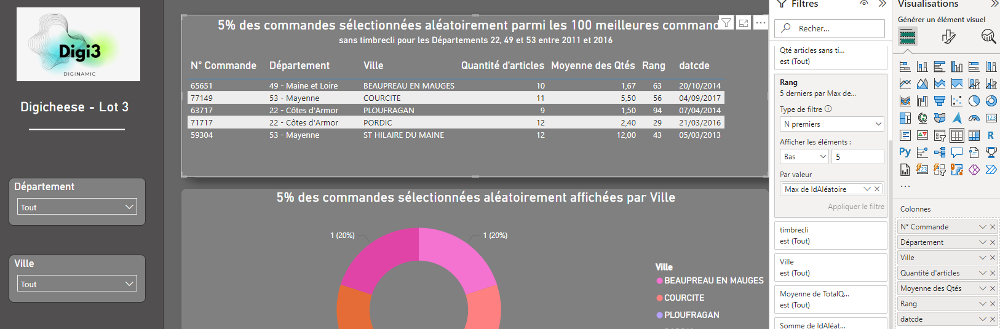 Digi3
DIGINAMIC
Digicheese - Lot 3
Département
Tout
Ville
Tout
5% des commandes sélectionnées aléatoirement parmi les 100 meilleures command
sans timbrecli pour les Départements 22, 49 et 53 entre 2011 et 2016
N° Commande Département Ville Quantité d'articles Moyenne des Qtés Rang datcde
65651 49 - Maine et Loire BEAUPREAU EN MAUGES 10 1,67 63 20/10/2014
77149 53 - Mayenne COURCITE 11 5,50 56 04/09/2017
63717 22 - Côtes d'Armor PLOUFRAGAN 9 1,50 94 07/04/2014
71717 22 - Côtes d'Armor PORDIC 12 2,40 29 21/03/2016
59304 53 - Mayenne ST HILAIRE DU MAINE 12 12,00 43 05/03/2013
5% des commandes sélectionnées aléatoirement affichées par Ville
1 (20%)
1 (20%)
Ville
BEAUPREAU EN MAUGES
COURCITE
PLOUFRAGAN
Filtres
Recher...
Qté articles sans ti...
est (Tout)
Rang
5 derniers par Max de...
Type de filtre
N premiers
Afficher les éléments :
Bas 5
Par valeur
Max de IdAléatoire
Appliquer le filtre
timbrecli
est (Tout)
Ville
est (Tout)
Moyenne de TotalQ...
est (Tout)
Somme de IdAléat...
Visualisations
Générer un élément visuel
123
R
Py
123
...
Colonnes
N° Commande
Département
Ville
Quantité d'articles
Moyenne des Qtés
Rang
datcde